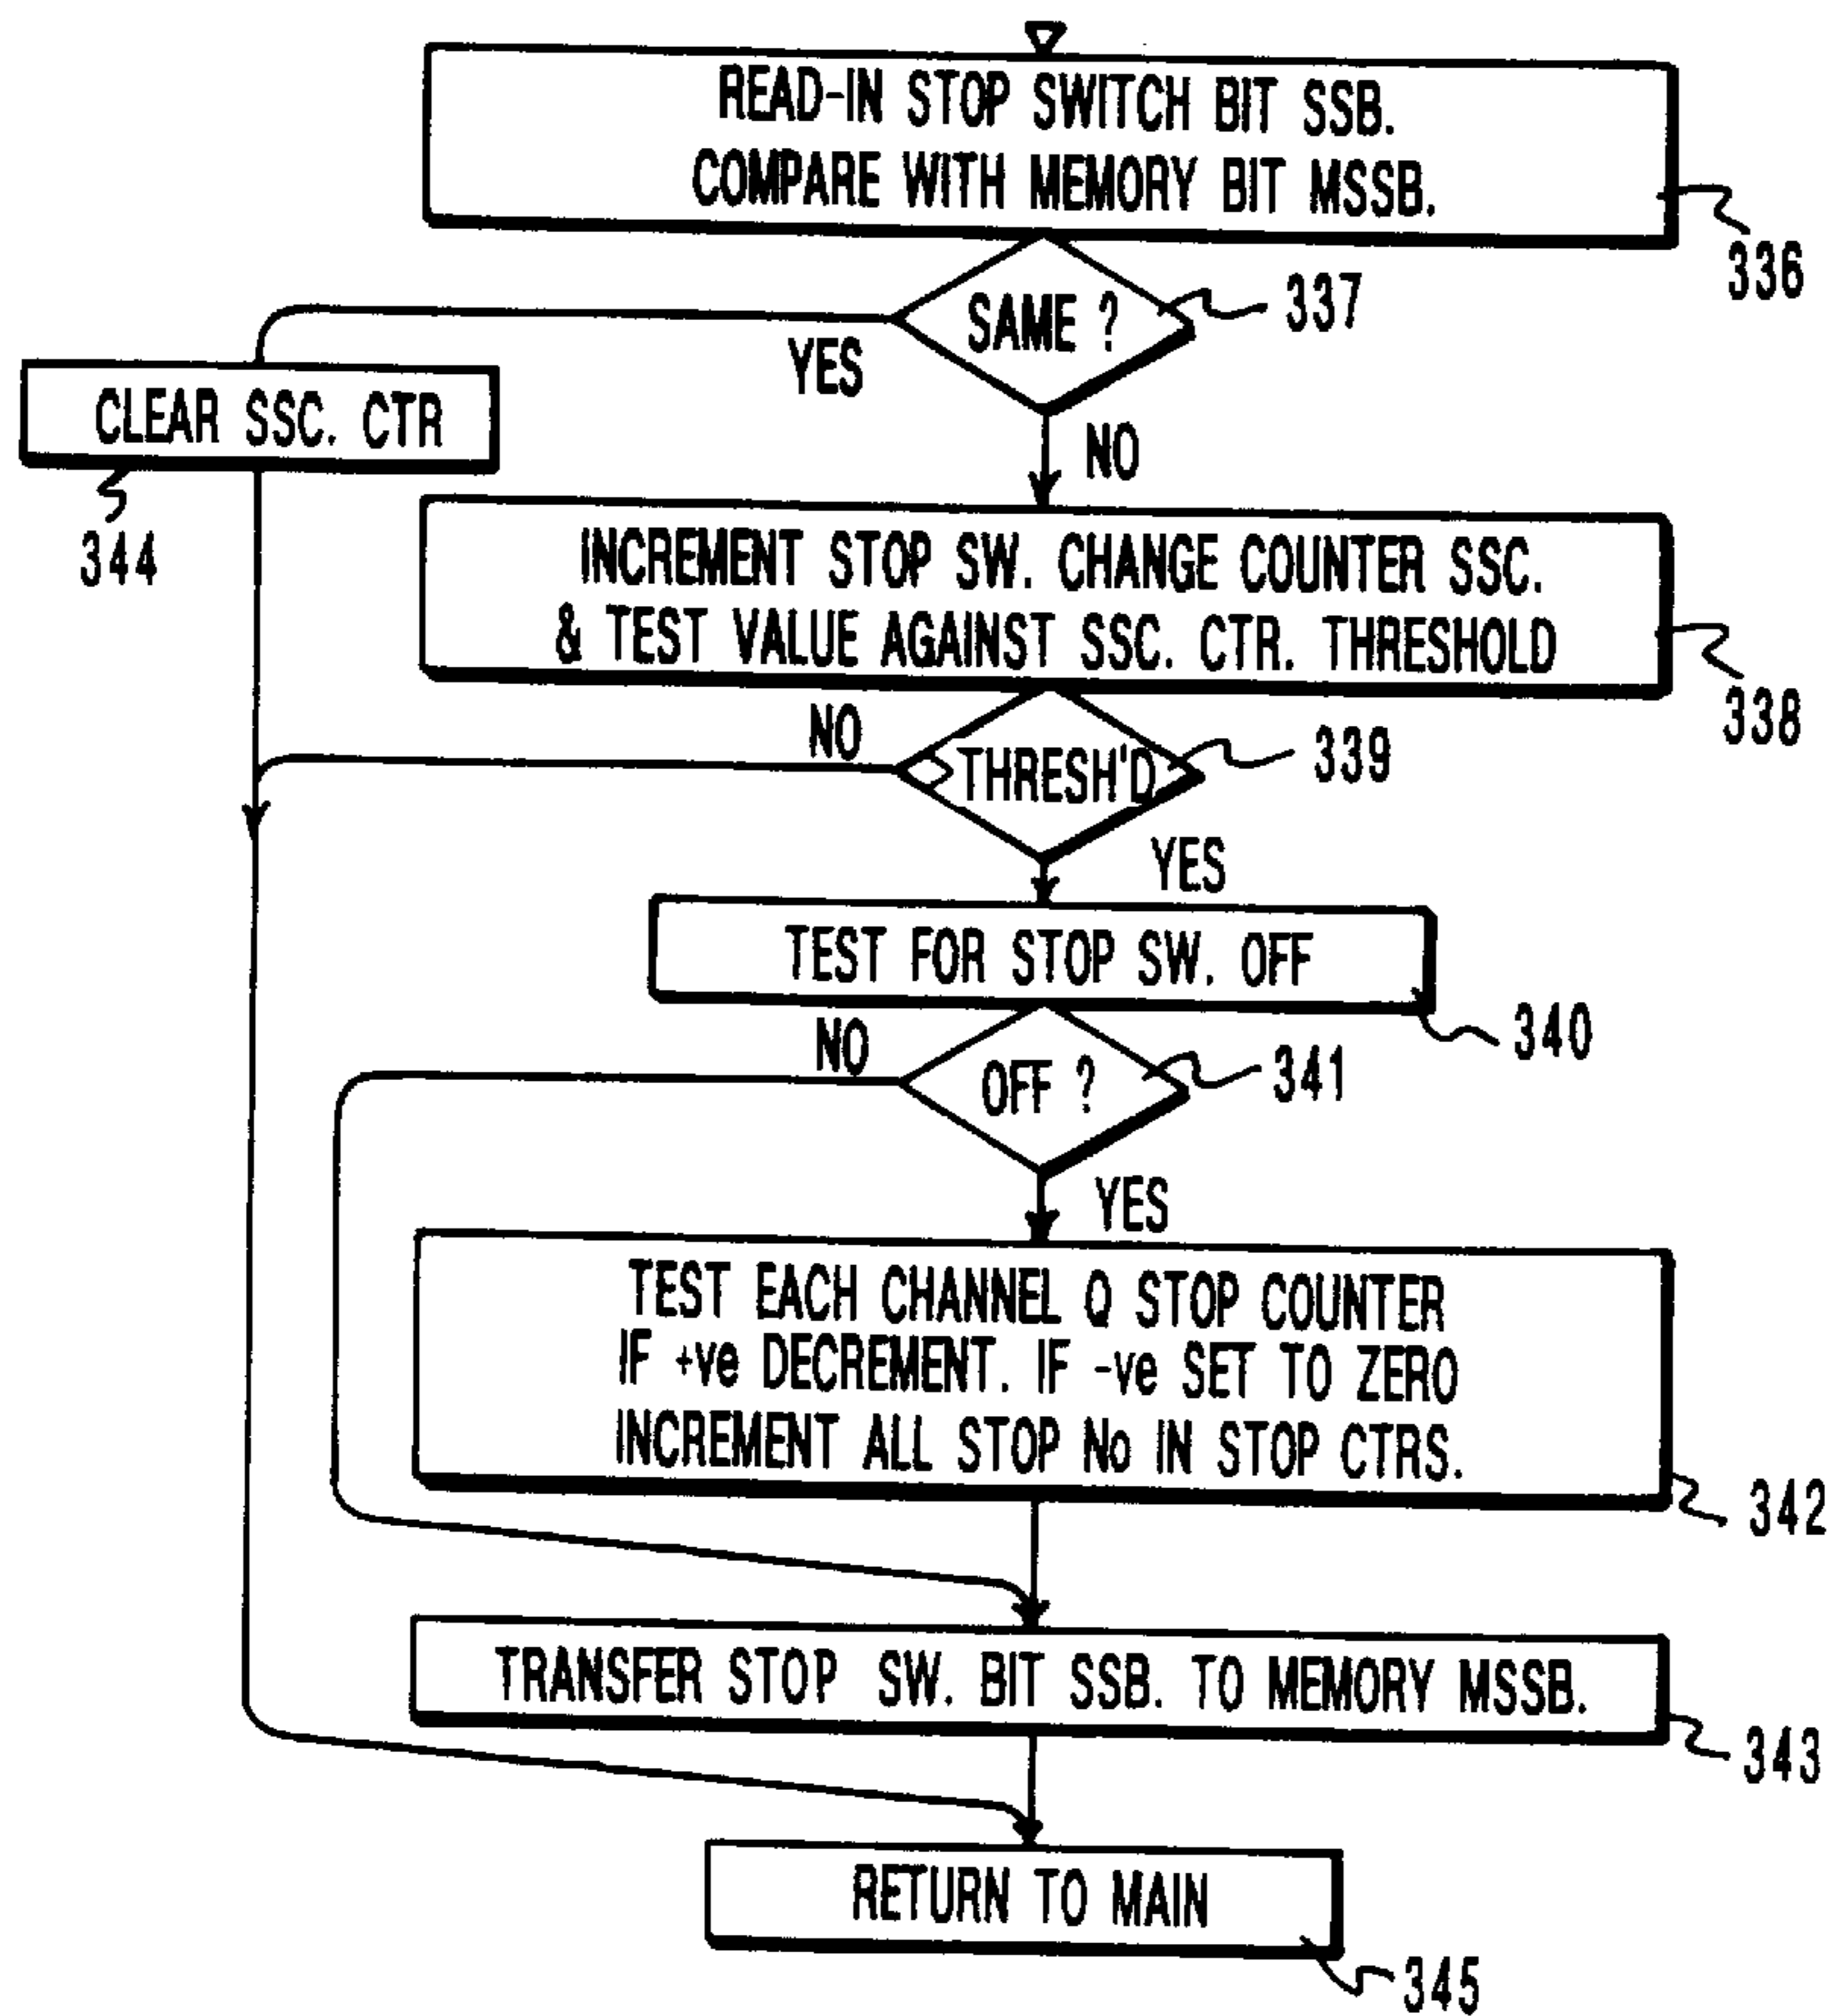 READ-IN STOP SWITCH BIT SSB.
COMPARE WITH MEMORY BIT MSSB.
336
SAME ?
337
YES
NO
CLEAR SSC. CTR
344
INCREMENT STOP SW. CHANGE COUNTER SSC.
& TEST VALUE AGAINST SSC. CTR. THRESHOLD
338
NO
>THRESH'D
339
YES
TEST FOR STOP SW. OFF
340
NO
OFF ?
341
YES
TEST EACH CHANNEL Q STOP COUNTER
IF +ve DECREMENT. IF -ve SET TO ZERO
INCREMENT ALL STOP No IN STOP CTRS.
342
TRANSFER STOP SW. BIT SSB. TO MEMORY MSSB.
343
RETURN TO MAIN
345